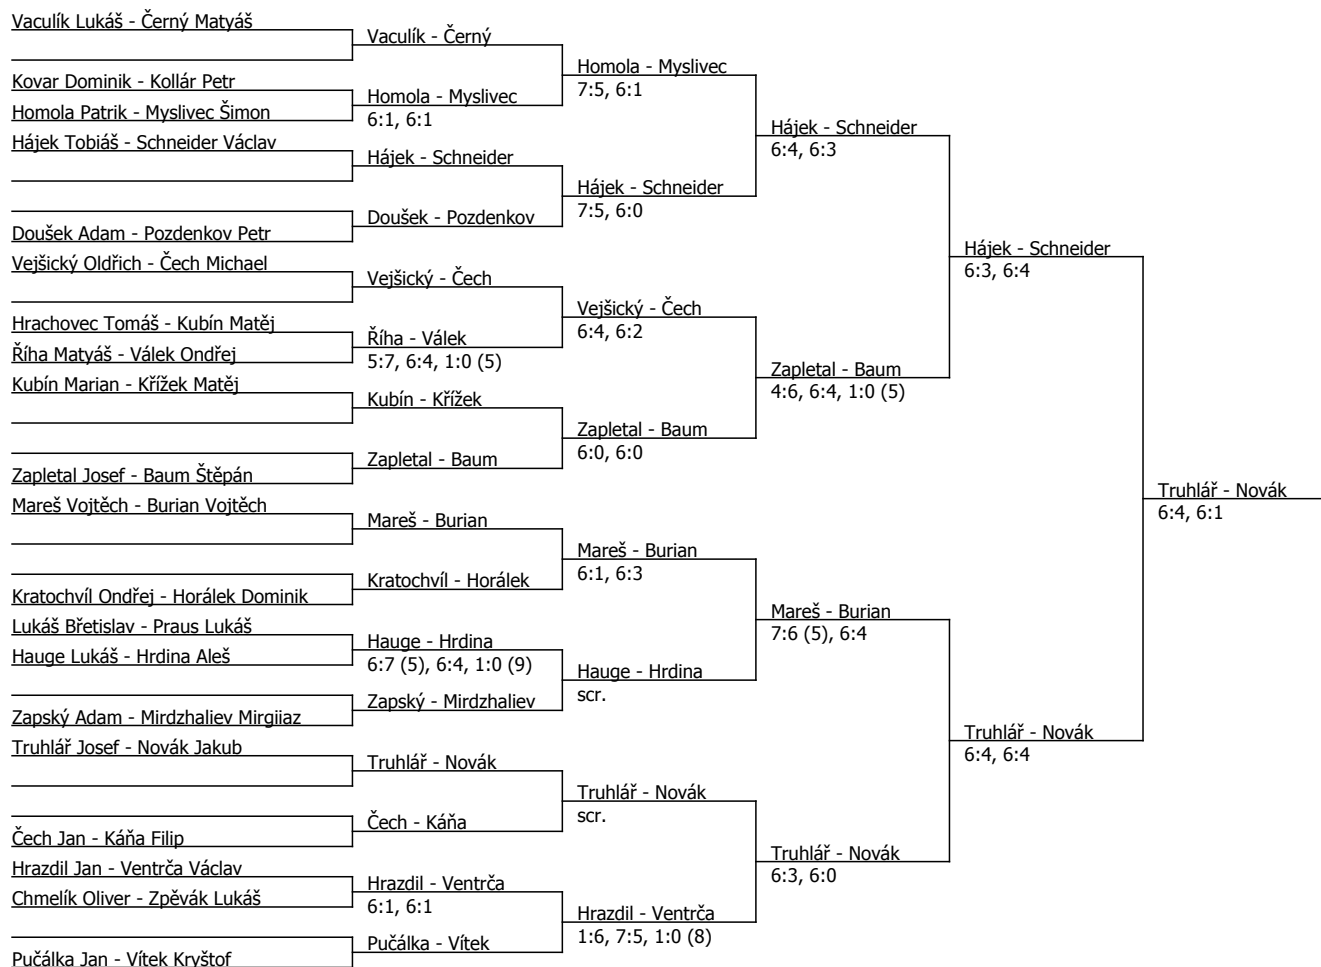 Vaculík Lukáš - Černý Matyáš
Kovar Dominik - Kollár Petr
Homola Patrik - Myslivec Šimon
Hájek Tobiáš - Schneider Václav
Doušek Adam - Pozdenkov Petr
Vejšický Oldřich - Čech Michael
Hrachovec Tomáš - Kubín Matěj
Říha Matyáš - Válek Ondřej
Kubín Marian - Křížek Matěj
Zapletal Josef - Baum Štěpán
Mareš Vojtěch - Burian Vojtěch
Kratochvíl Ondřej - Horálek Dominik
Lukáš Břetislav - Praus Lukáš
Hauge Lukáš - Hrdina Aleš
Zapský Adam - Mirdzhaliev Mirgiiaz
Truhlář Josef - Novák Jakub
Čech Jan - Káňa Filip
Hrazdil Jan - Ventrča Václav
Chmelík Oliver - Zpěvák Lukáš
Pučálka Jan - Vítek Kryštof
Vaculík - Černý
Homola - Myslivec
6:1, 6:1
Hájek - Schneider
Doušek - Pozdenkov
Vejšický - Čech
Říha - Válek
5:7, 6:4, 1:0 (5)
Kubín - Křížek
Zapletal - Baum
Mareš - Burian
Kratochvíl - Horálek
Hauge - Hrdina
6:7 (5), 6:4, 1:0 (9)
Zapský - Mirdzhaliev
Truhlář - Novák
Čech - Káňa
Hrazdil - Ventrča
6:1, 6:1
Pučálka - Vítek
Homola - Myslivec
7:5, 6:1
Hájek - Schneider
7:5, 6:0
Vejšický - Čech
6:4, 6:2
Zapletal - Baum
6:0, 6:0
Mareš - Burian
6:1, 6:3
Hauge - Hrdina
scr.
Truhlář - Novák
scr.
Hrazdil - Ventrča
1:6, 7:5, 1:0 (8)
Hájek - Schneider
6:4, 6:3
Zapletal - Baum
4:6, 6:4, 1:0 (5)
Mareš - Burian
7:6 (5), 6:4
Truhlář - Novák
6:3, 6:0
Hájek - Schneider
6:3, 6:4
Truhlář - Novák
6:4, 6:4
Truhlář - Novák
6:4, 6:1